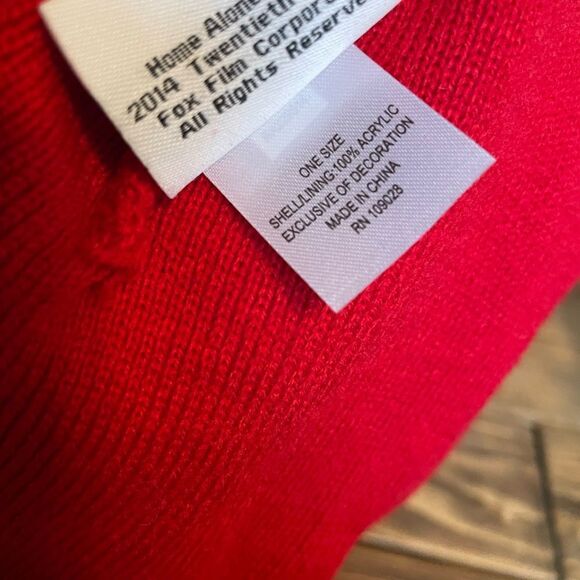 Home Alone
2014 Twentieth
Fox Film Corpora
All Rights Reserve
ONE SIZE
SHELL/LINING:100% ACRYLIC
EXCLUSIVE OF DECORATION
MADE IN CHINA
RN 109028